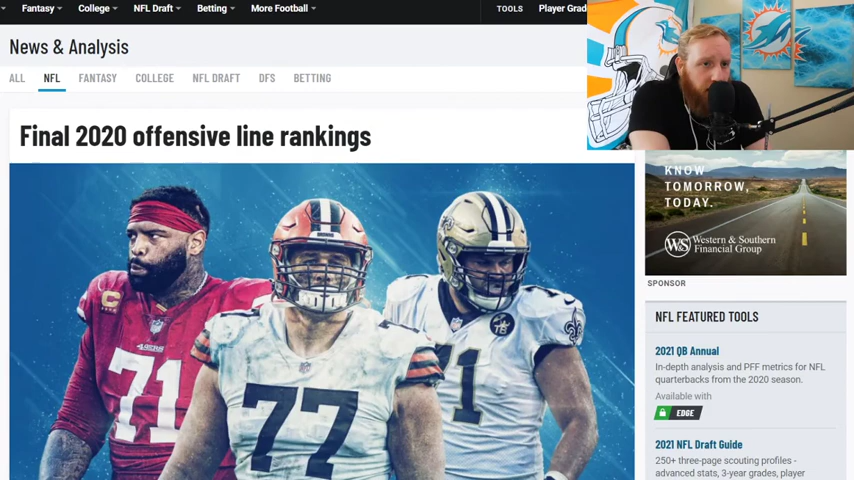 Fantasy College NFL Draft Betting More Football TOOLS Player Grade
News & Analysis
ALL NFL FANTASY COLLEGE NFL DRAFT DFS BETTING
Final 2020 offensive line rankings
KNOW
TOMORROW,
TODAY.
W&S Western & Southern
Financial Group
SPONSOR
NFL FEATURED TOOLS
2021 QB Annual
In-depth analysis and PFF metrics for NFL
quarterbacks from the 2020 season.
Available with
EDGE
2021 NFL Draft Guide
250+ three-page scouting profiles -
advanced stats, 3-year grades, player
C
49ERS
71
77
71